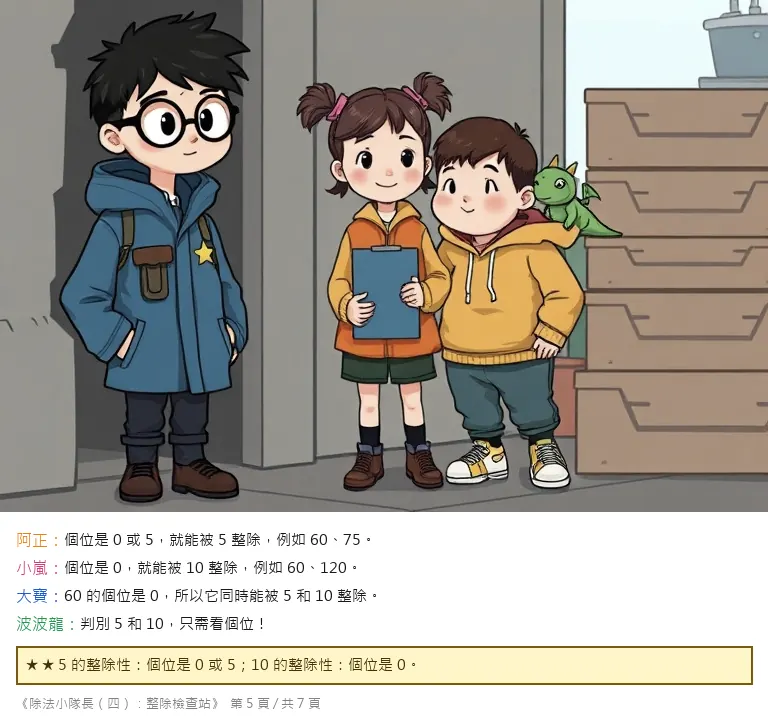 阿正：個位是 0 或 5，就能被 5 整除，例如 60、75。
小嵐：個位是 0，就能被 10 整除，例如 60、120。
大寶：60 的個位是 0，所以它同時能被 5 和 10 整除。
波波龍：判別 5 和 10，只需看個位！
★★5 的整除性：個位是 0 或 5；10 的整除性：個位是 0。
《除法小隊長（四）：整除檢查站》 第 5 頁 / 共 7 頁